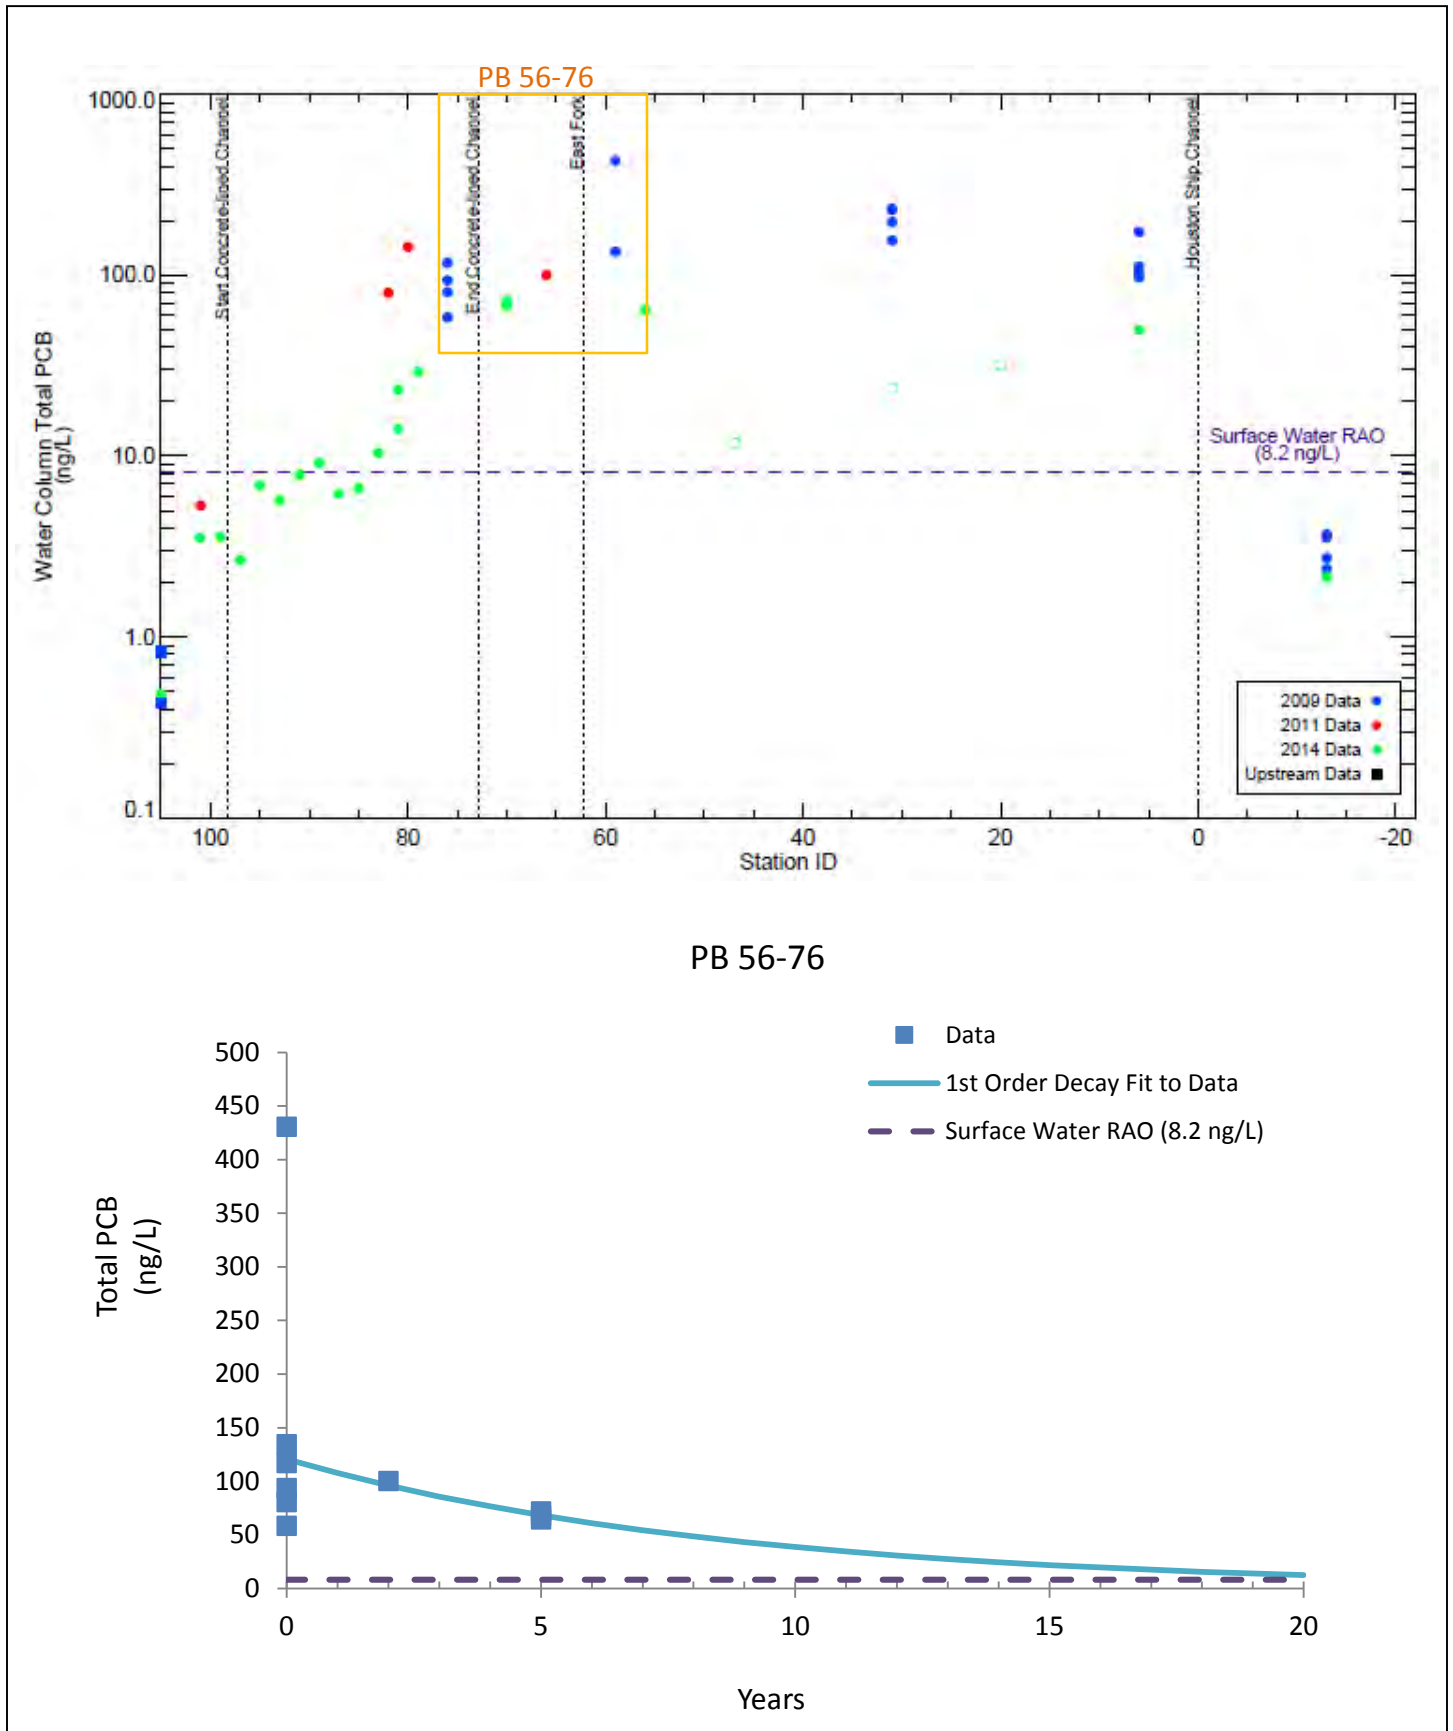 PB 56-76
1000.0
100.0
10.0
1.0
0.1
Water Column Total PCB
(ng/L)
Start Concrete-lined Channel
End Concrete-lined Channel
East Fork
Houston Ship Channel
Surface Water RAO
(8.2 ng/L)
2009 Data
2011 Data
2014 Data
Upstream Data
100 80 60 40 20 0 -20
Station ID
PB 56-76
Data
1st Order Decay Fit to Data
Surface Water RAO (8.2 ng/L)
500
450
400
350
300
250
200
150
100
50
0
Total PCB
(ng/L)
0 5 10 15 20
Years